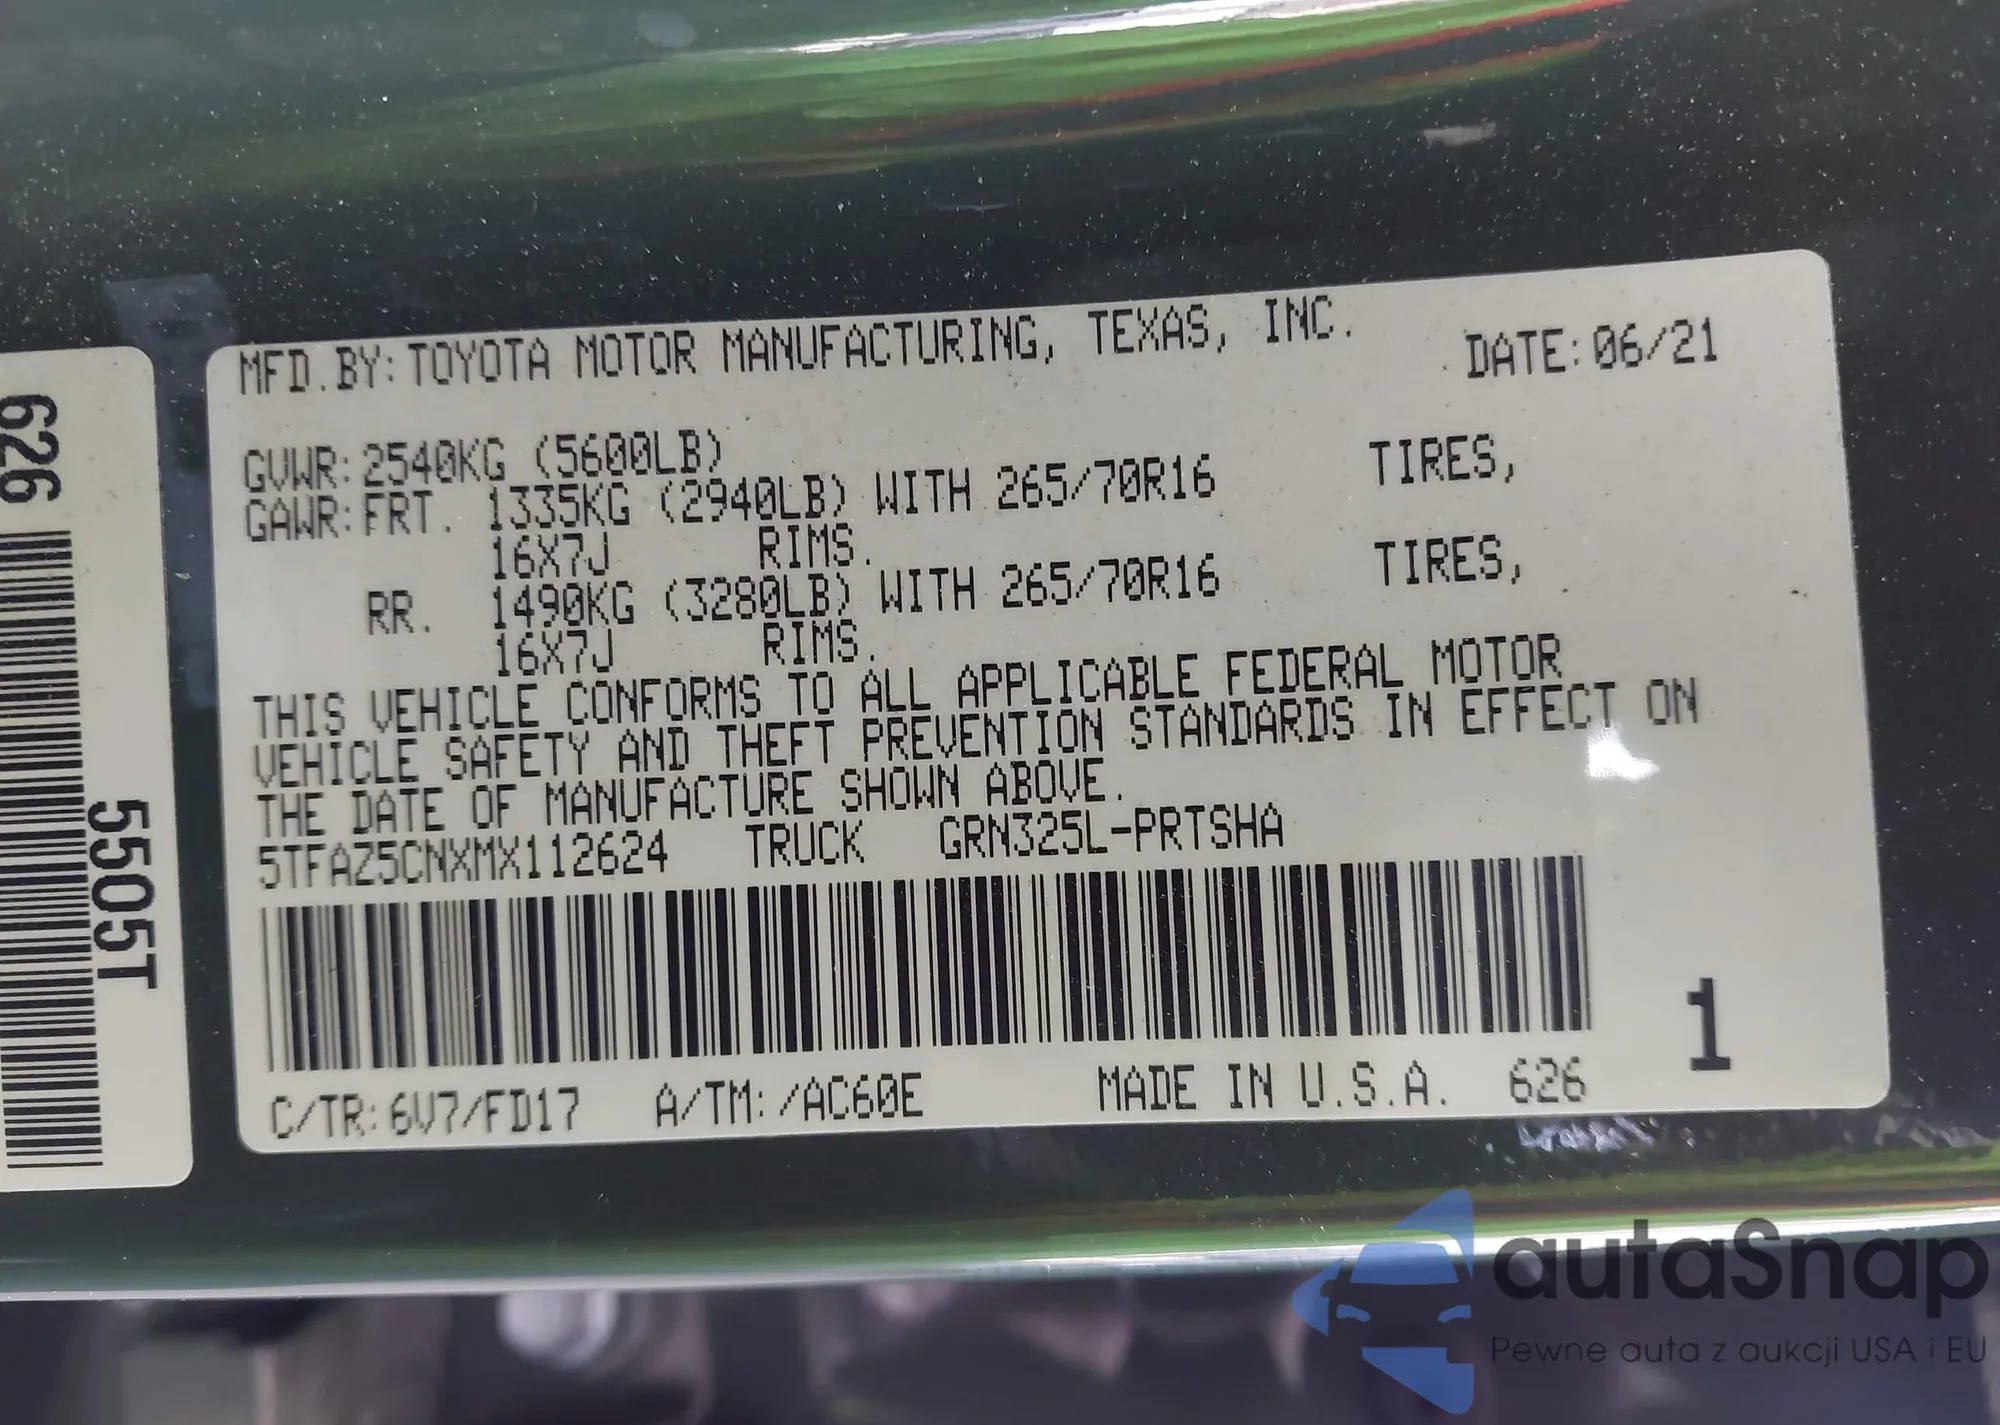 626
5505T
MFD.BY:TOYOTA MOTOR MANUFACTURING, TEXAS, INC. DATE:06/21
GVWR:2540KG (5600LB)
GAWR:FRT. 1335KG (2940LB) WITH 265/70R16 TIRES,
16X7J RIMS.
RR. 1490KG (3280LB) WITH 265/70R16 TIRES,
16X7J RIMS.
THIS VEHICLE CONFORMS TO ALL APPLICABLE FEDERAL MOTOR
VEHICLE SAFETY AND THEFT PREVENTION STANDARDS IN EFFECT ON
THE DATE OF MANUFACTURE SHOWN ABOVE.
5TFAZ5CNXMX112624 TRUCK GRN325L-PRTSHA
1
C/TR:6V7/FD17 A/TM:/AC60E MADE IN U.S.A. 626
autaSnap
Pewne auta z aukcji USA i EU